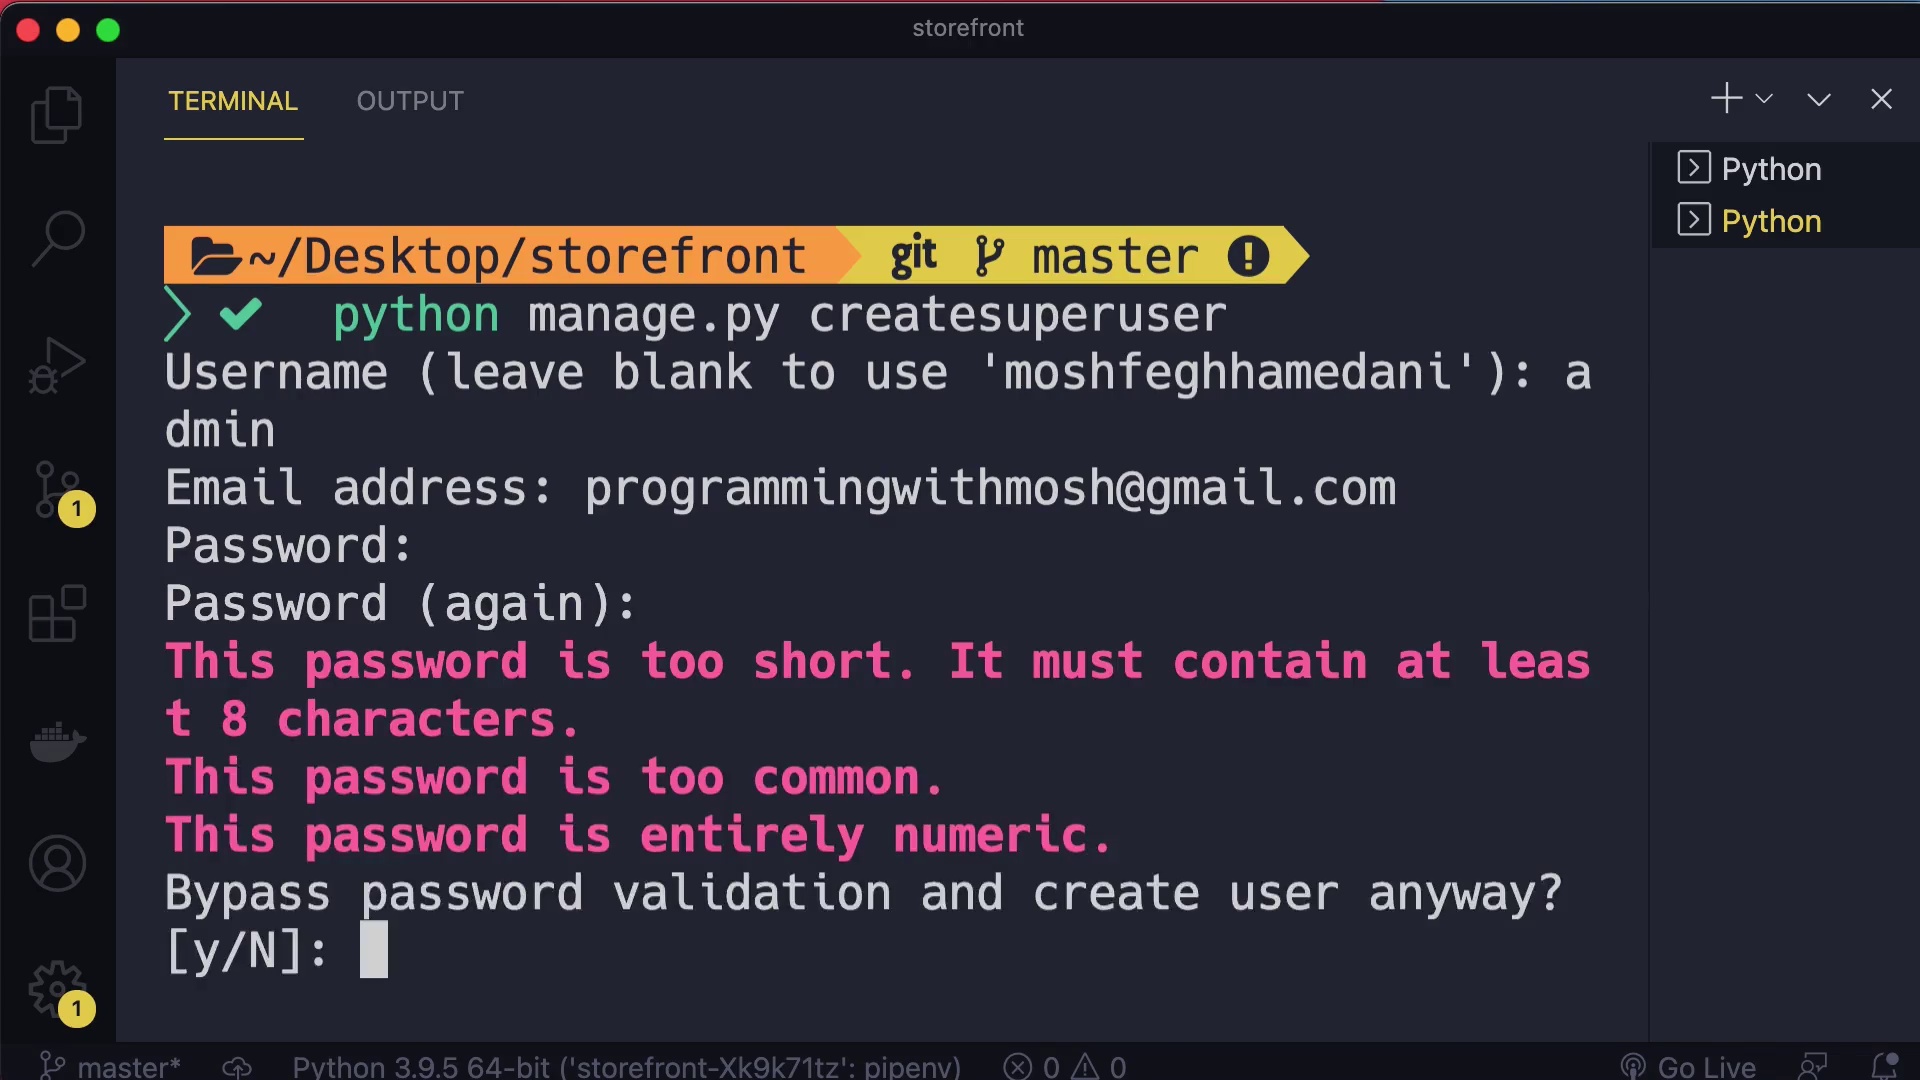 storefront
TERMINAL OUTPUT
Python
Python
~/Desktop/storefront git master
python manage.py createsuperuser
Username (leave blank to use 'moshfeghhamedani'): a
dmin
Email address: programmingwithmosh@gmail.com
Password:
Password (again):
This password is too short. It must contain at leas
t 8 characters.
This password is too common.
This password is entirely numeric.
Bypass password validation and create user anyway?
[y/N]:
1
1
master* Python 3.9.5 64-bit ('storefront-Xk9k71tz': pipenv) 0 0 Go Live